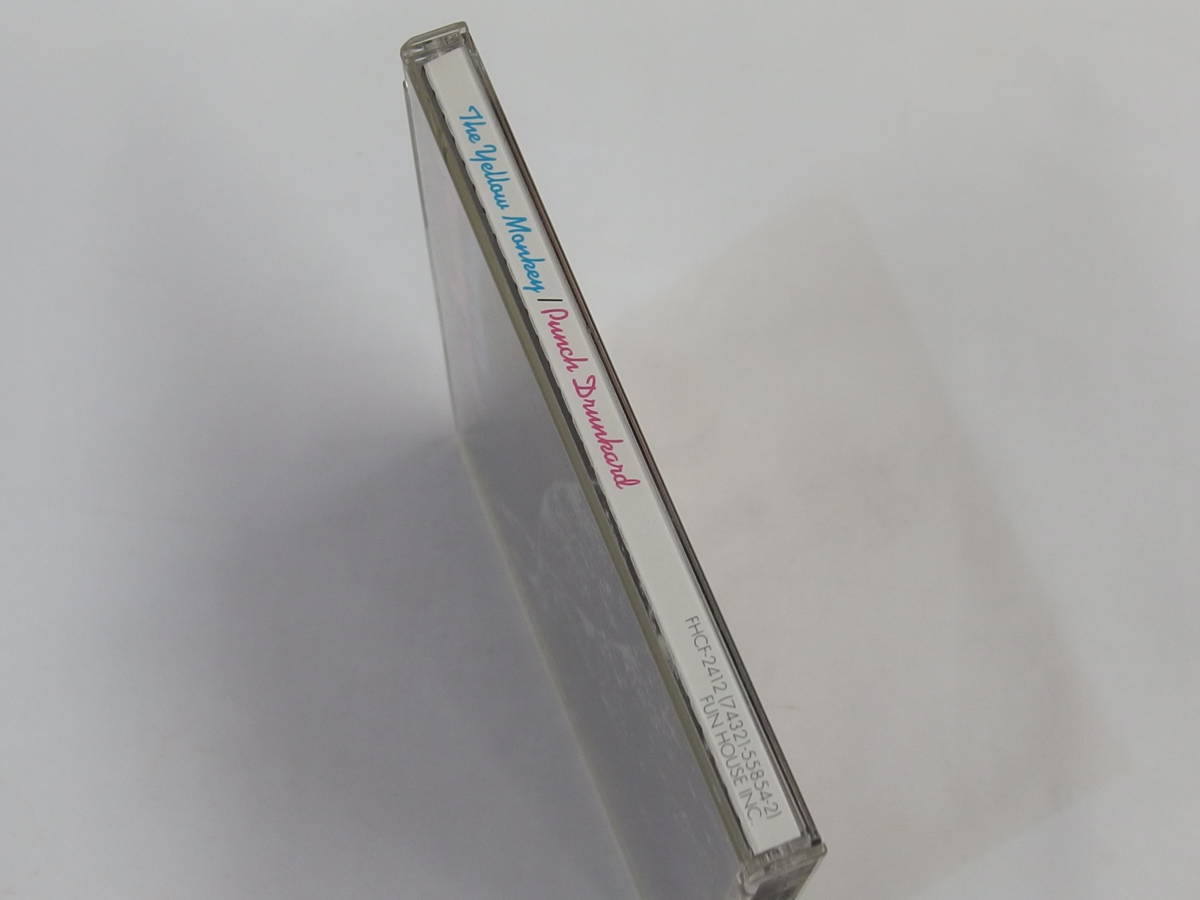 The Yellow Monkey / Punch Drunkard
FHCF-2412 (74321-55854-2)
FUN HOUSE INC.